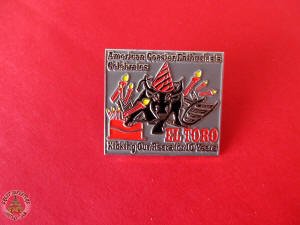 American Coaster Enthusiasts
Celebrates
EL TORO
Kicking Our Asses for 10 Years